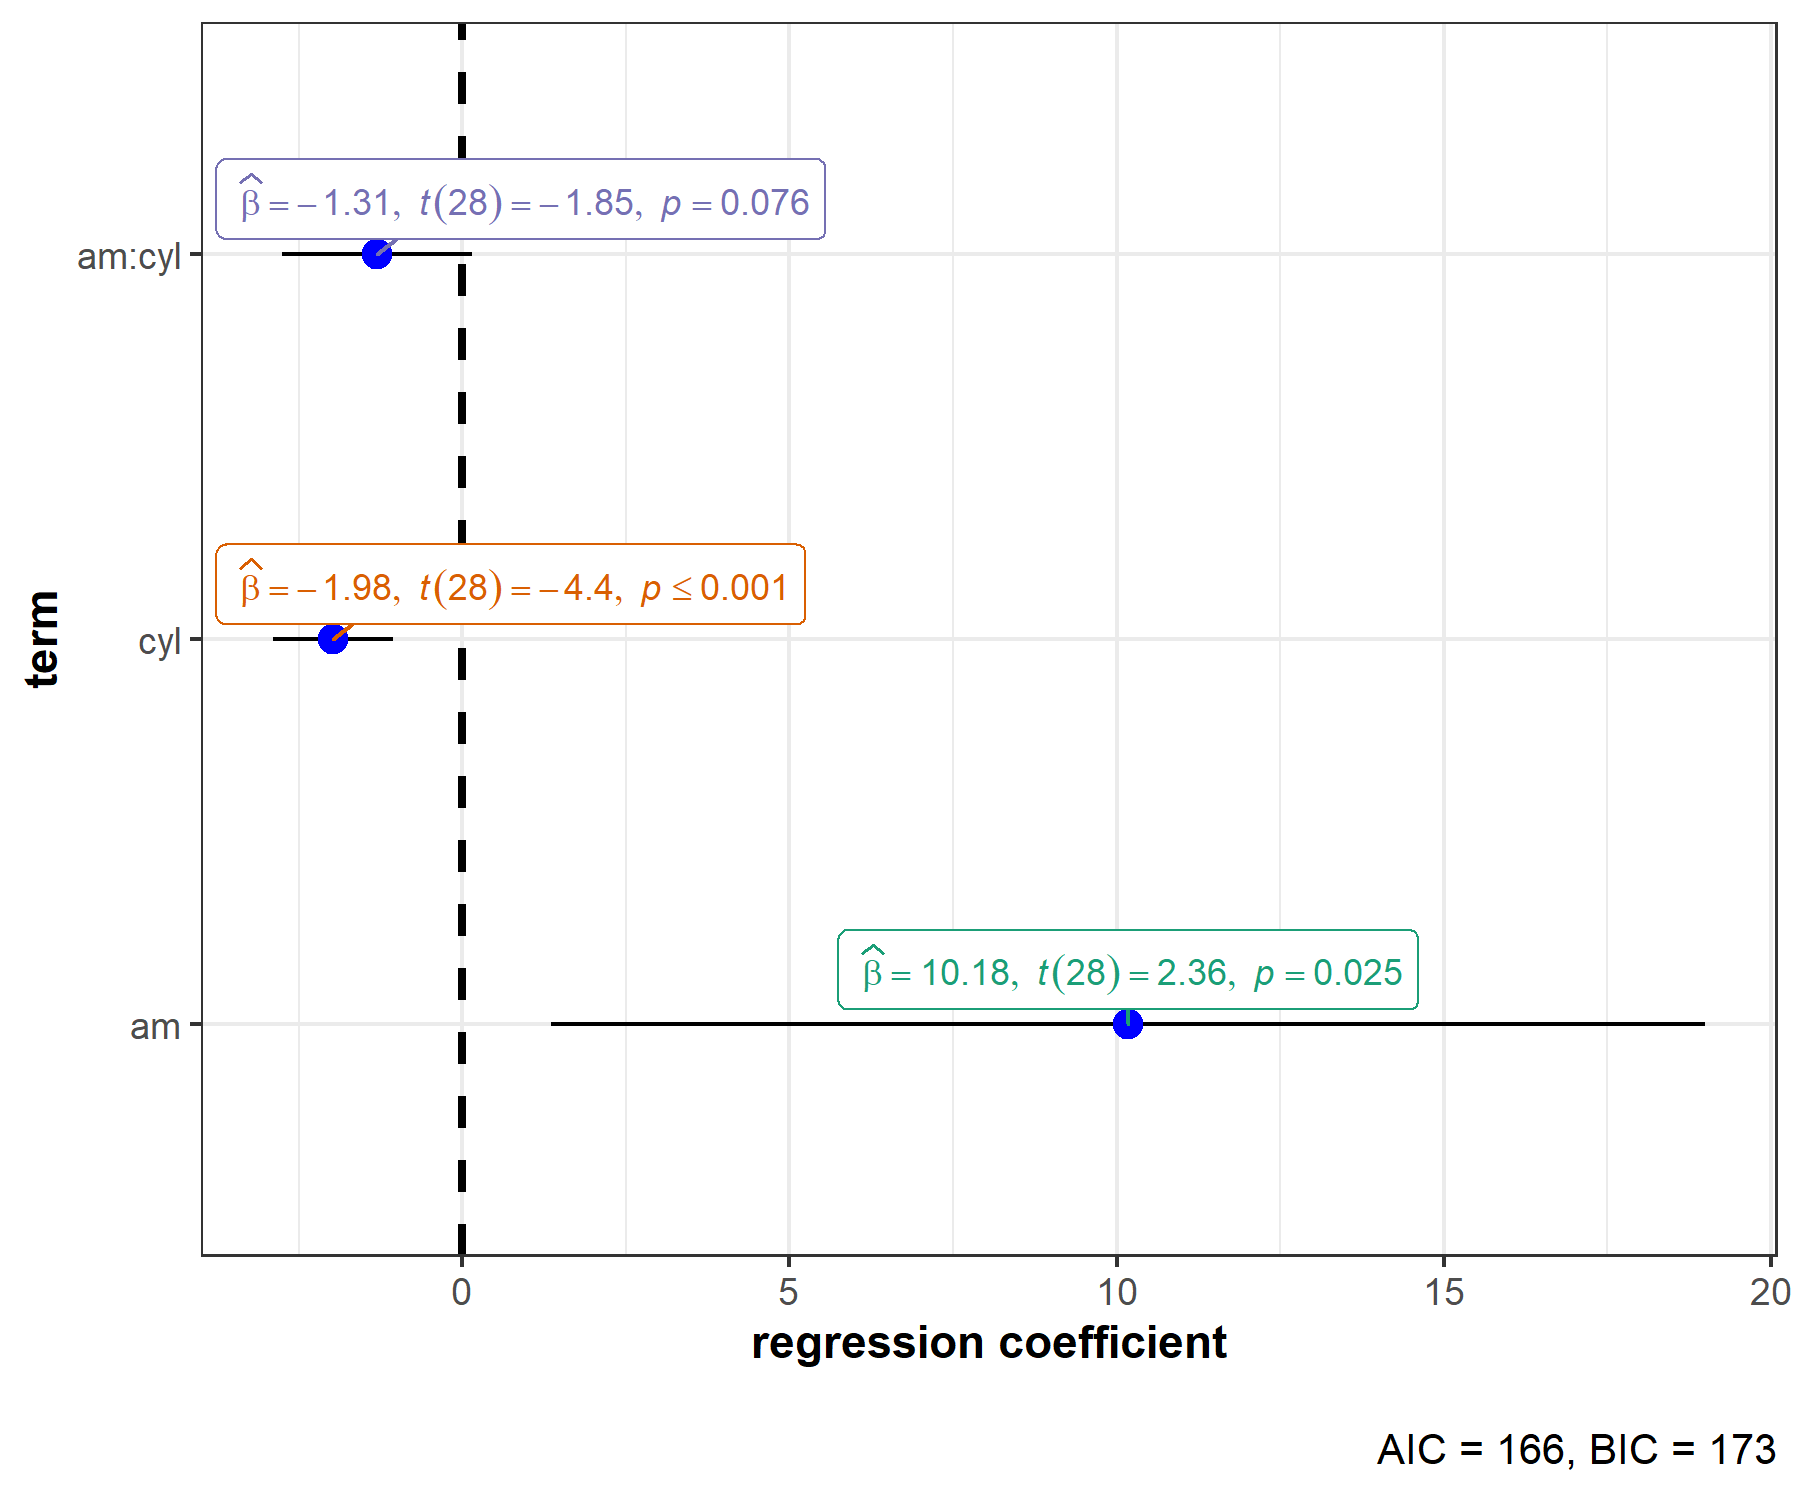 β̂ = − 1.31, t(28) = − 1.85, p = 0.076
am:cyl
β̂ = − 1.98, t(28) = − 4.4, p ≤ 0.001
cyl
term
β̂ = 10.18, t(28) = 2.36, p = 0.025
am
0 5 10 15 20
regression coefficient
AIC = 166, BIC = 173